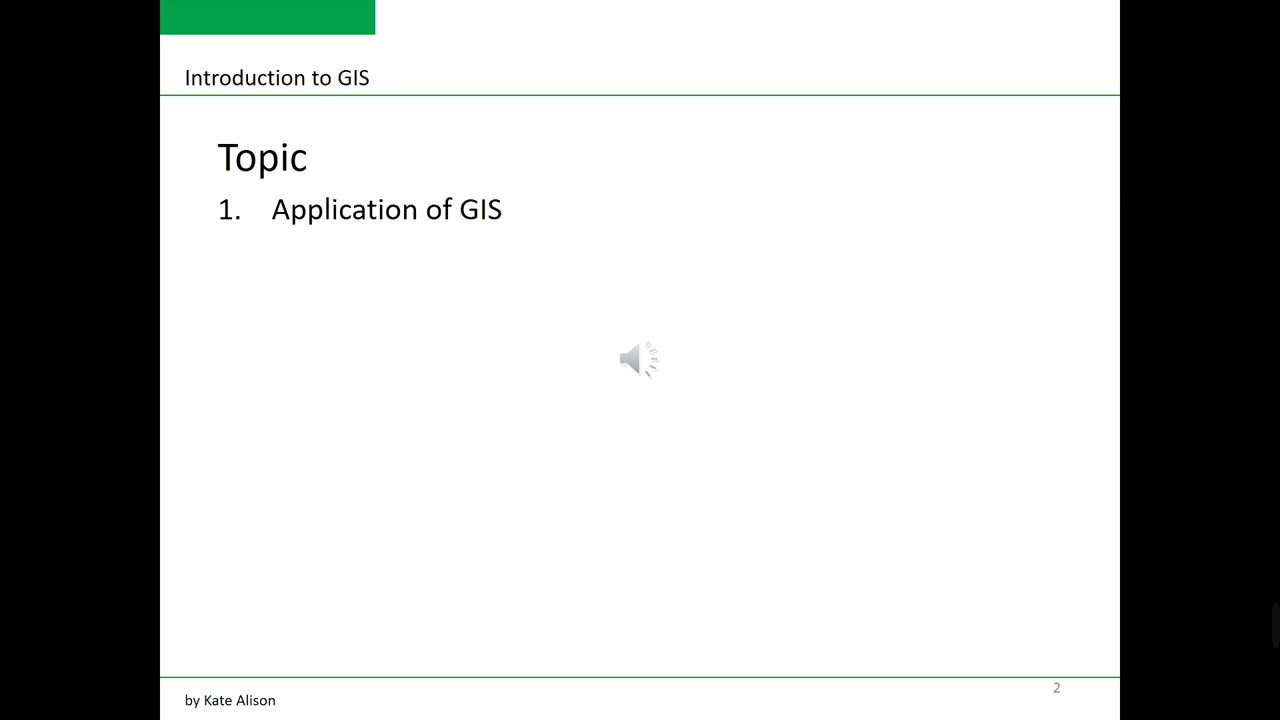 Introduction to GIS
Topic
1. Application of GIS
by Kate Alison
2